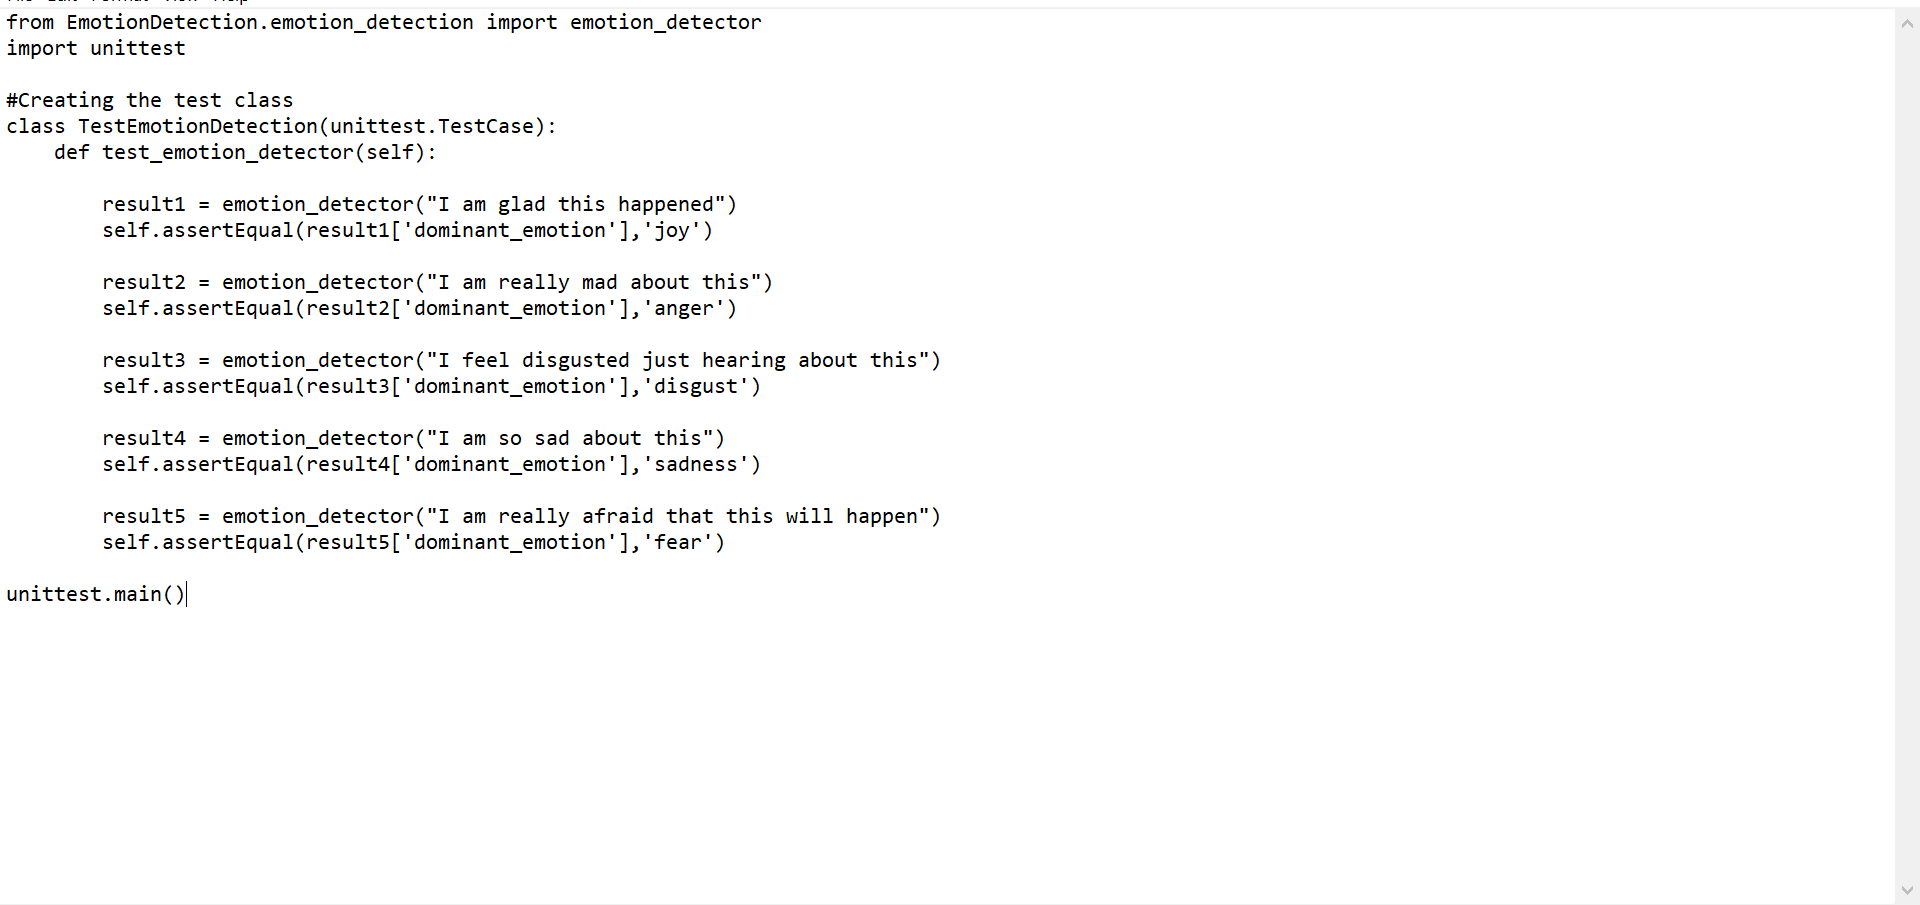 from EmotionDetection.emotion_detection import emotion_detector
import unittest

#Creating the test class
class TestEmotionDetection(unittest.TestCase):
    def test_emotion_detector(self):

        result1 = emotion_detector("I am glad this happened")
        self.assertEqual(result1['dominant_emotion'],'joy')

        result2 = emotion_detector("I am really mad about this")
        self.assertEqual(result2['dominant_emotion'],'anger')

        result3 = emotion_detector("I feel disgusted just hearing about this")
        self.assertEqual(result3['dominant_emotion'],'disgust')

        result4 = emotion_detector("I am so sad about this")
        self.assertEqual(result4['dominant_emotion'],'sadness')

        result5 = emotion_detector("I am really afraid that this will happen")
        self.assertEqual(result5['dominant_emotion'],'fear')

unittest.main()